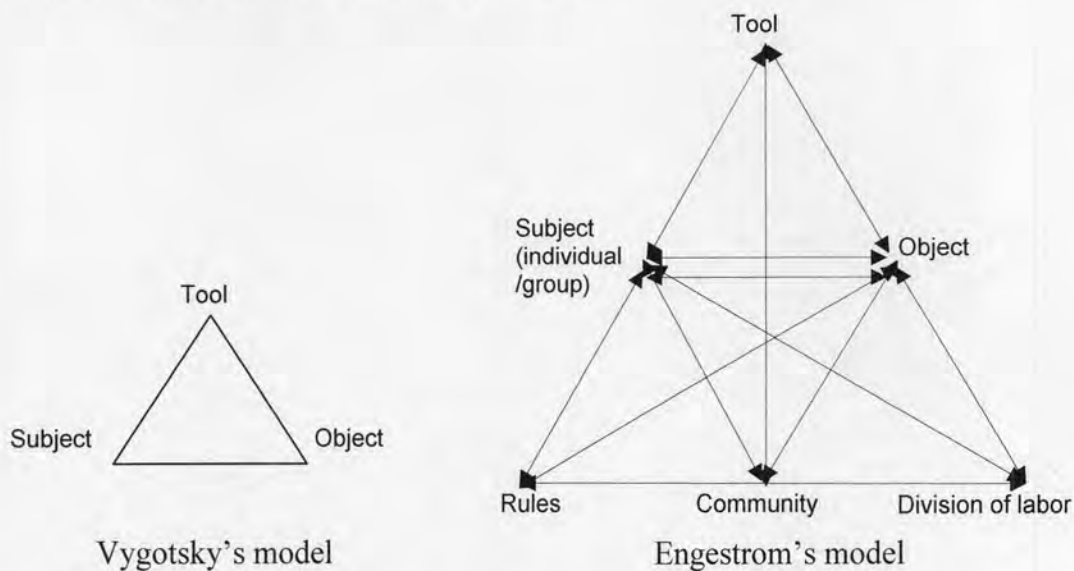 Tool
Subject
Object
Vygotsky's model
Tool
Subject
(individual
/group)
Object
Rules
Community
Division of labor
Engestrom's model